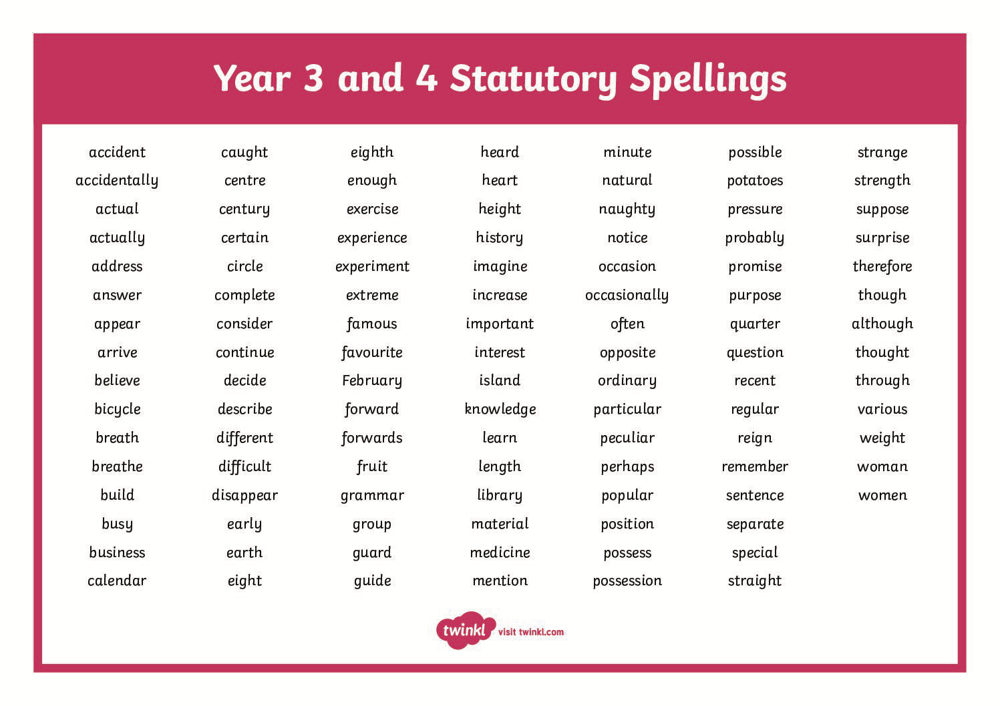 Year 3 and 4 Statutory Spellings
accident caught eighth heard minute possible strange
accidentally centre enough heart natural potatoes strength
actual century exercise height naughty pressure suppose
actually certain experience history notice probably surprise
address circle experiment imagine occasion promise therefore
answer complete extreme increase occasionally purpose though
appear consider famous important often quarter although
arrive continue favourite interest opposite question thought
believe decide February island ordinary recent through
bicycle describe forward knowledge particular regular various
breath different forwards learn peculiar reign weight
breathe difficult fruit length perhaps remember woman
build disappear grammar library popular sentence women
busy early group material position separate
business earth guard medicine possess special
calendar eight guide mention possession straight
twinkl visit twinkl.com